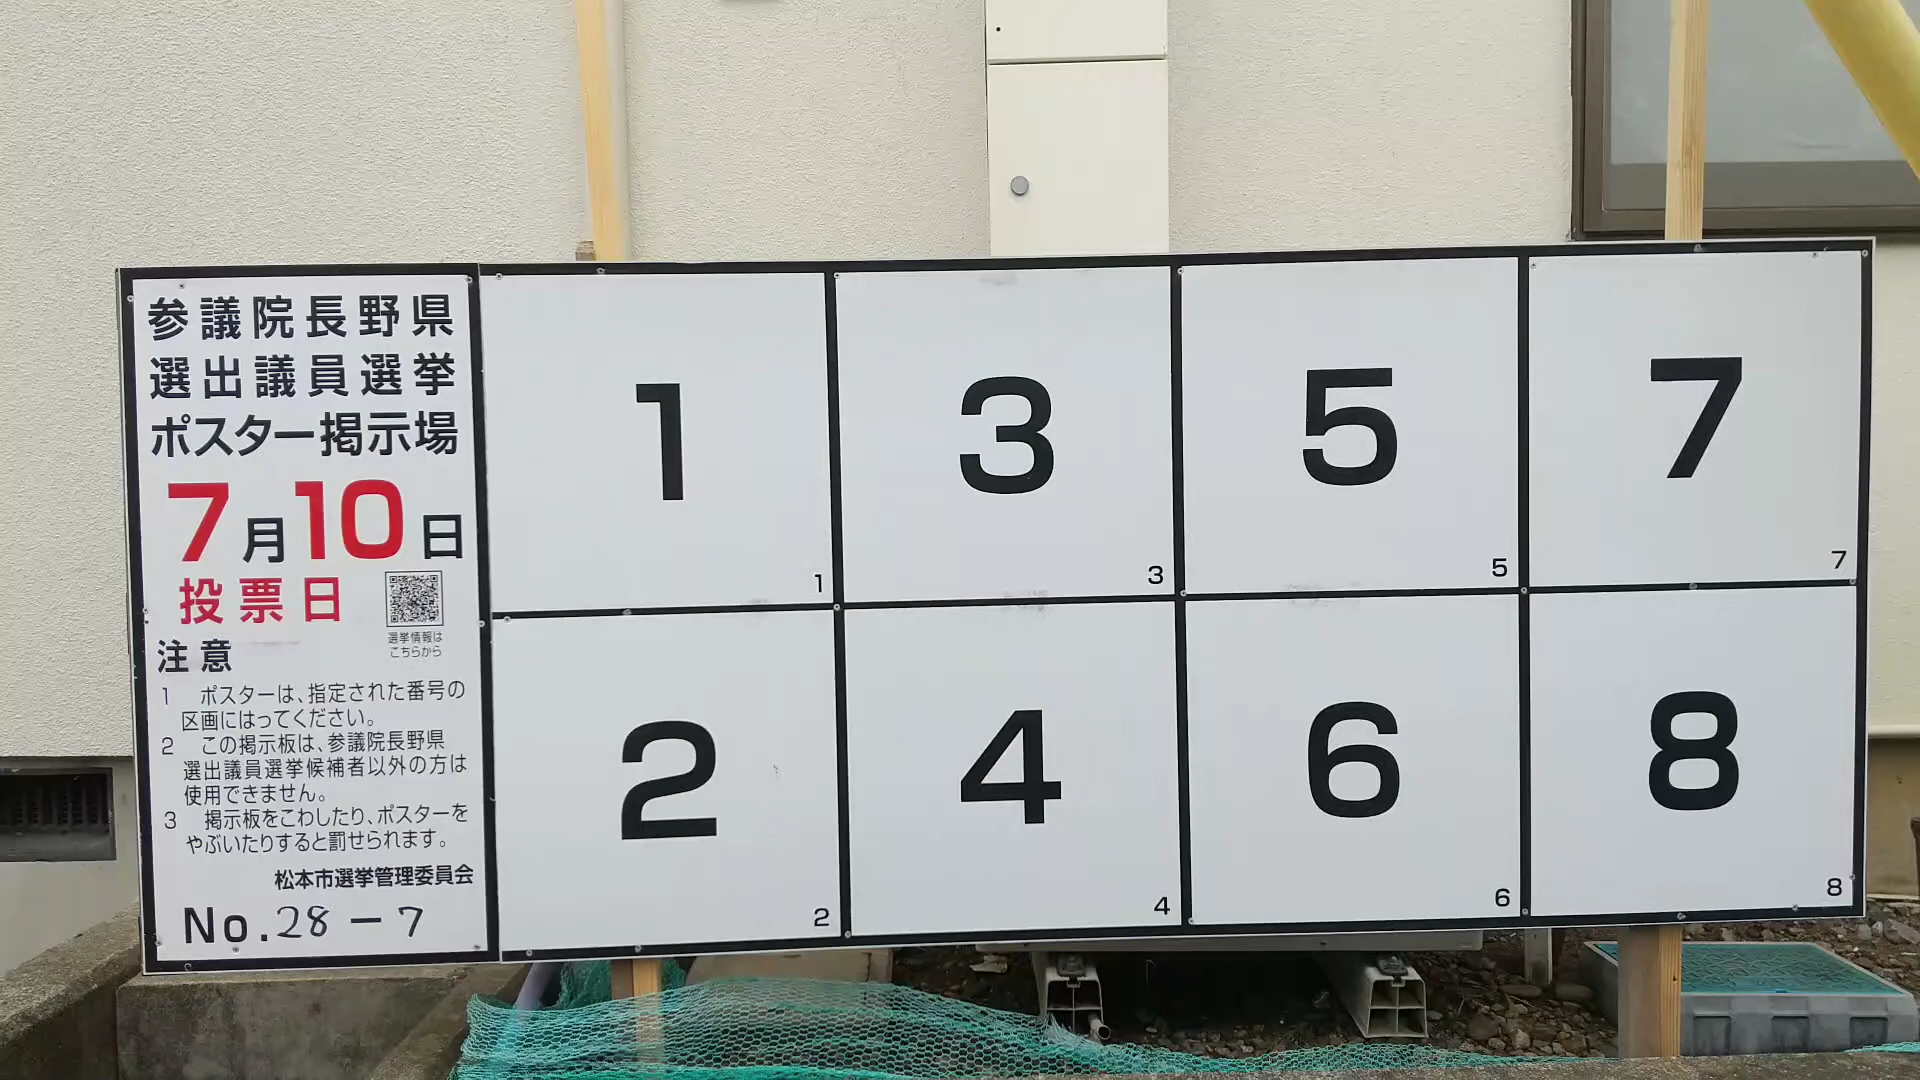 参議院長野県
選出議員選挙
ポスター掲示場
7月10日
投票日
選挙情報は
こちらから
注意
1 ポスターは、指定された番号の
区画にはってください。
2 この掲示板は、参議院長野県
選出議員選挙候補者以外の方は
使用できません。
3 掲示板をこわしたり、ポスターを
やぶいたりすると罰せられます。
松本市選挙管理委員会
No.28-7
1
1
3
3
5
5
7
7
2
2
4
4
6
6
8
8